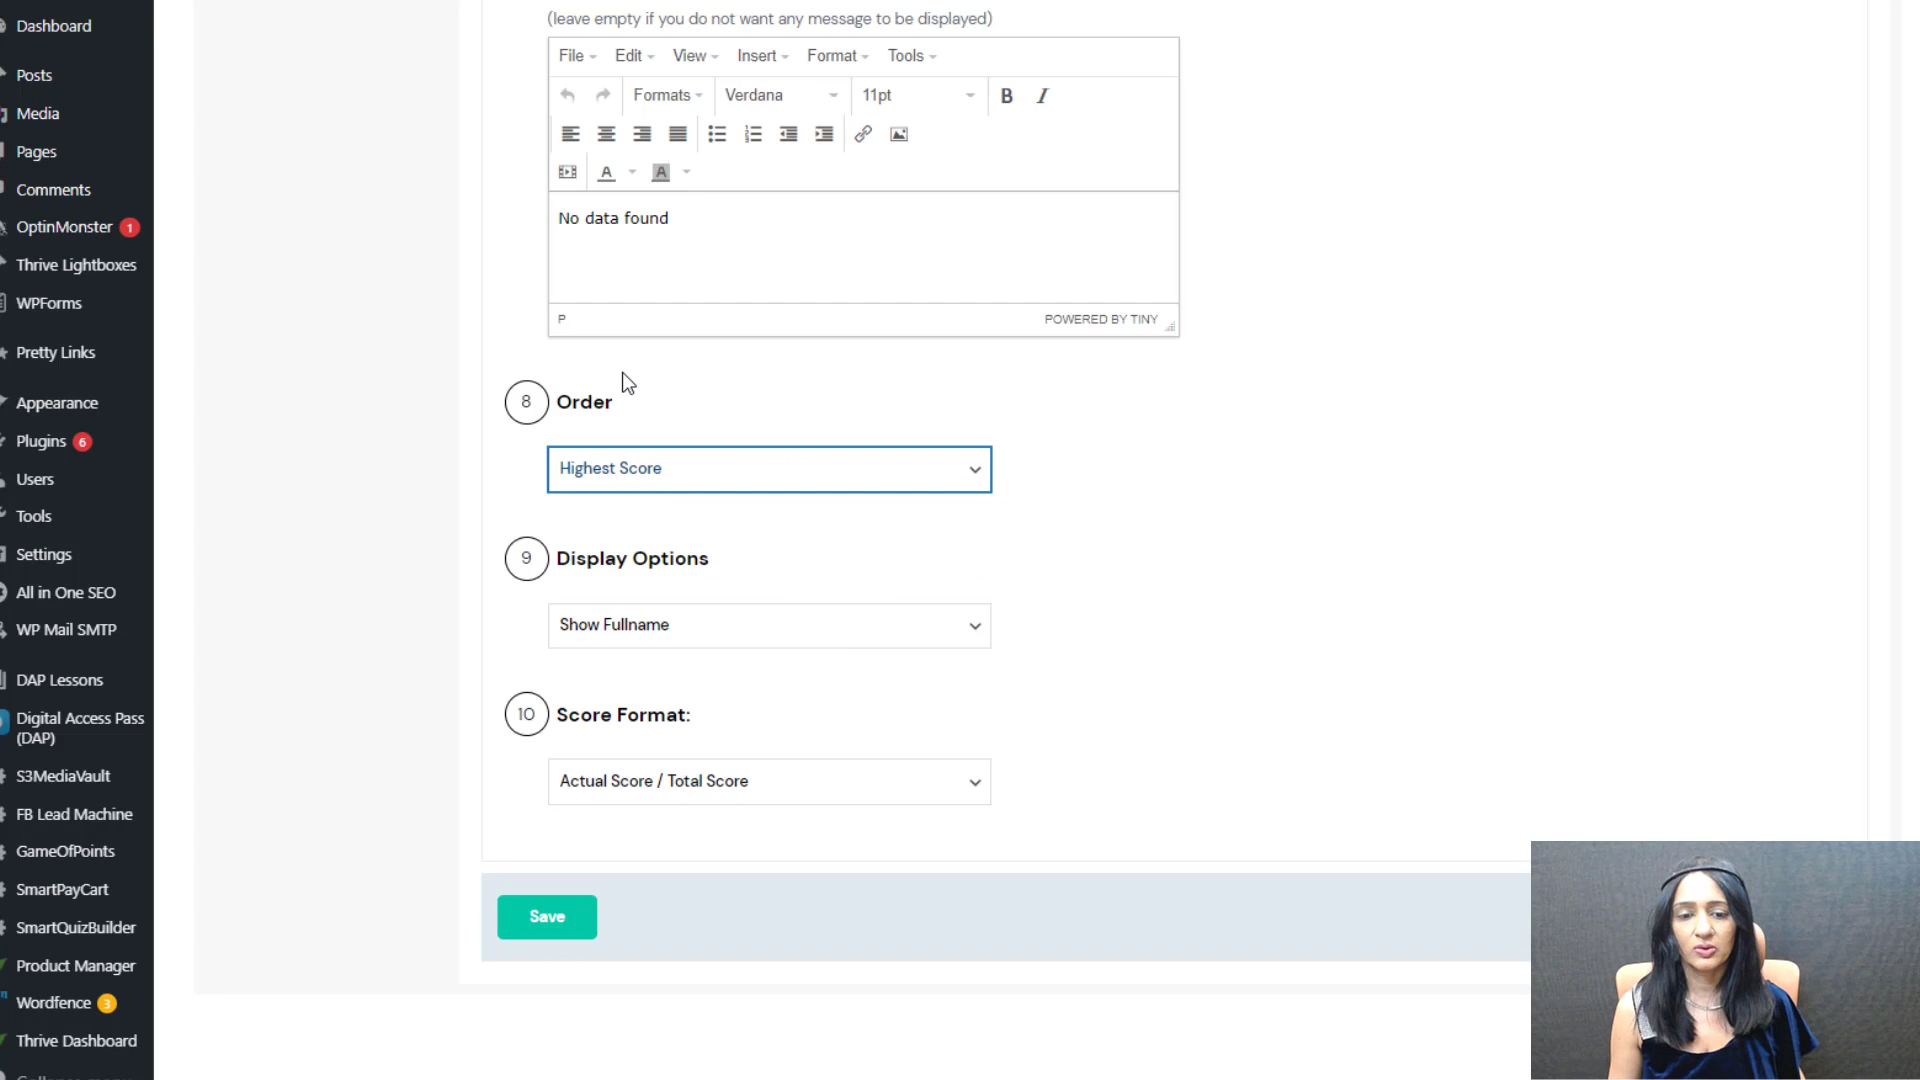 Dashboard
Posts
Media
Pages
Comments
OptinMonster 1
Thrive Lightboxes
WPForms
Pretty Links
Appearance
Plugins 6
Users
Tools
Settings
All in One SEO
WP Mail SMTP
DAP Lessons
Digital Access Pass
(DAP)
S3MediaVault
FB Lead Machine
GameOfPoints
SmartPayCart
SmartQuizBuilder
Product Manager
Wordfence 3
Thrive Dashboard
(leave empty if you do not want any message to be displayed)
File Edit View Insert Format Tools
Formats Verdana 11pt B I
A A
No data found
P POWERED BY TINY
8 Order
Highest Score
9 Display Options
Show Fullname
10 Score Format:
Actual Score / Total Score
Save